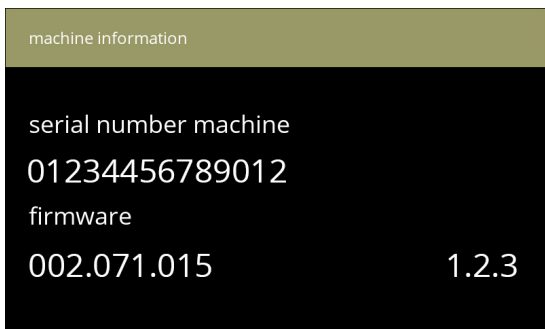 machine information
serial number machine
01234456789012
firmware
002.071.015 1.2.3